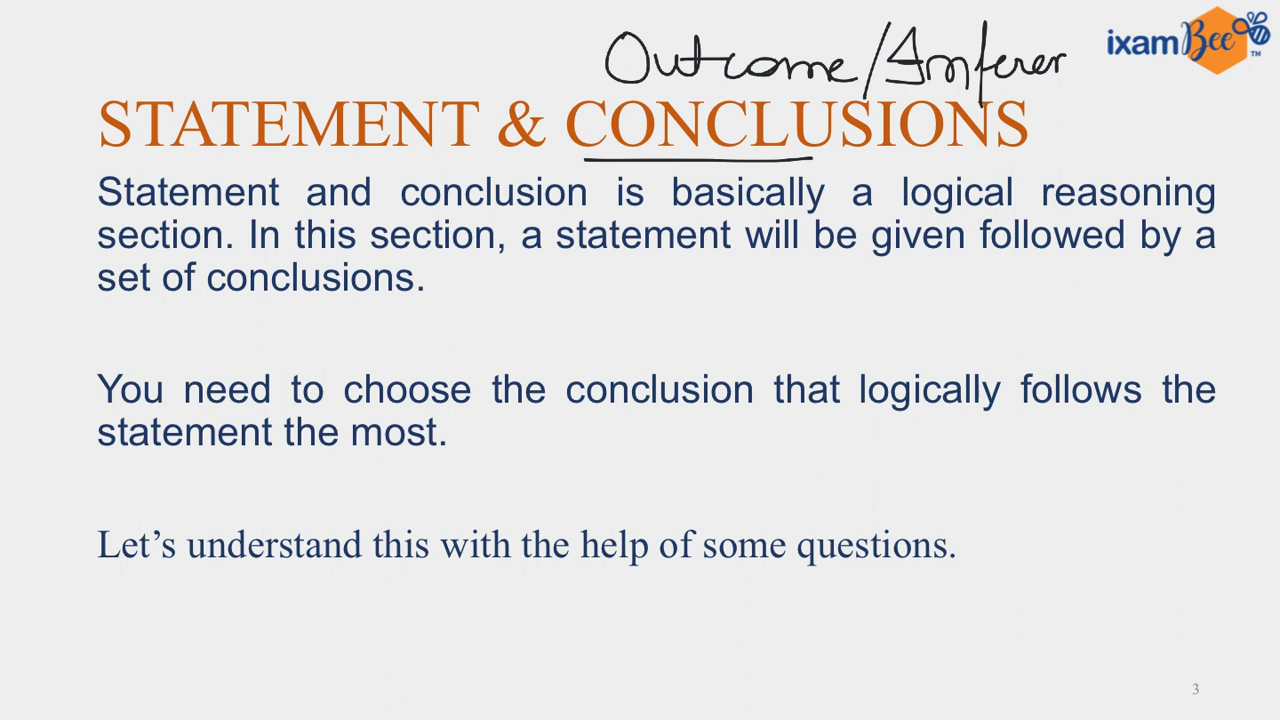 ixamBee™
Outcome/Inferer
STATEMENT & CONCLUSIONS
Statement and conclusion is basically a logical reasoning
section. In this section, a statement will be given followed by a
set of conclusions.
You need to choose the conclusion that logically follows the
statement the most.
Let’s understand this with the help of some questions.
3